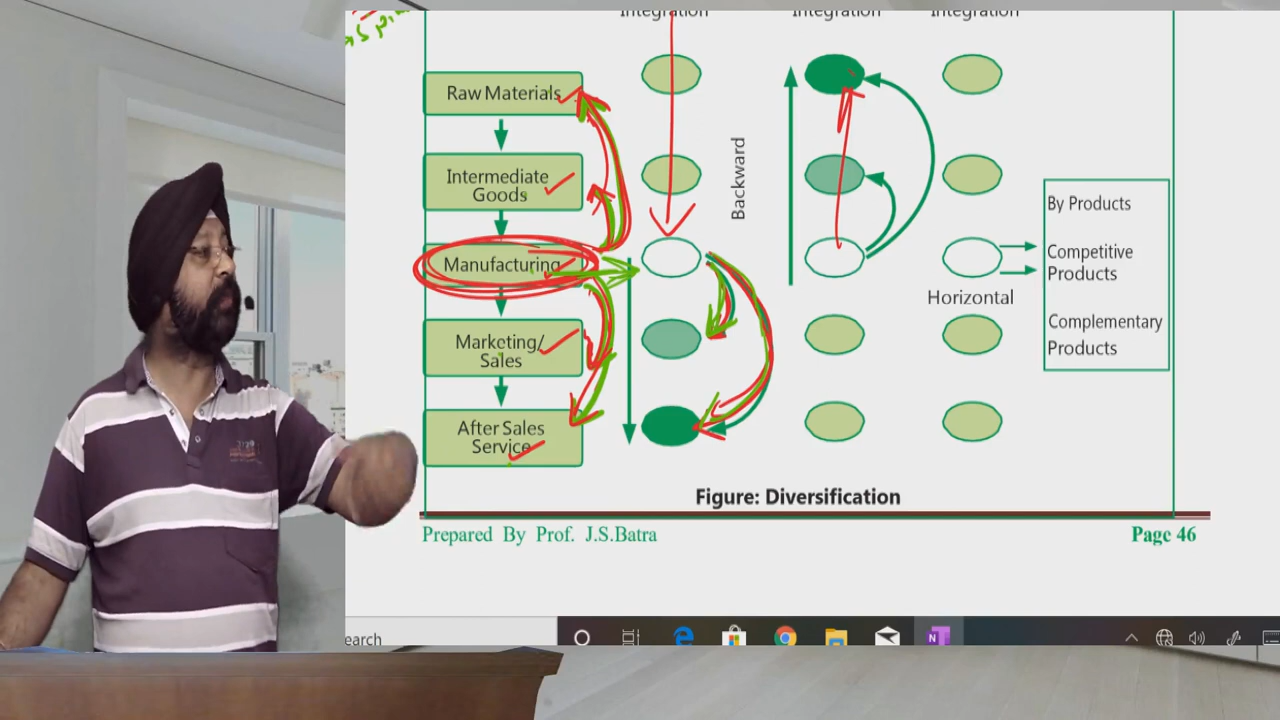 Integration
Integration
Integration
Raw Materials
Intermediate
Goods
Manufacturing
Marketing/
Sales
After Sales
Service
Backward
Horizontal
By Products
Competitive
Products
Complementary
Products
Figure: Diversification
Prepared By Prof. J.S.Batra
Page 46
earch